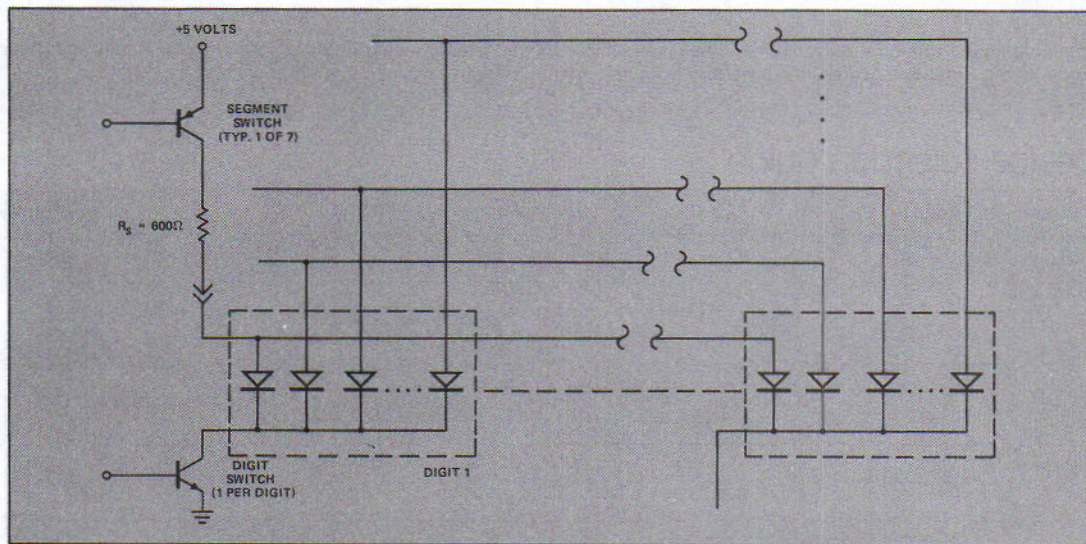 +5 VOLTS
SEGMENT
SWITCH
(TYP. 1 OF 7)
R_S = 600Ω
DIGIT
SWITCH
(1 PER DIGIT)
DIGIT 1